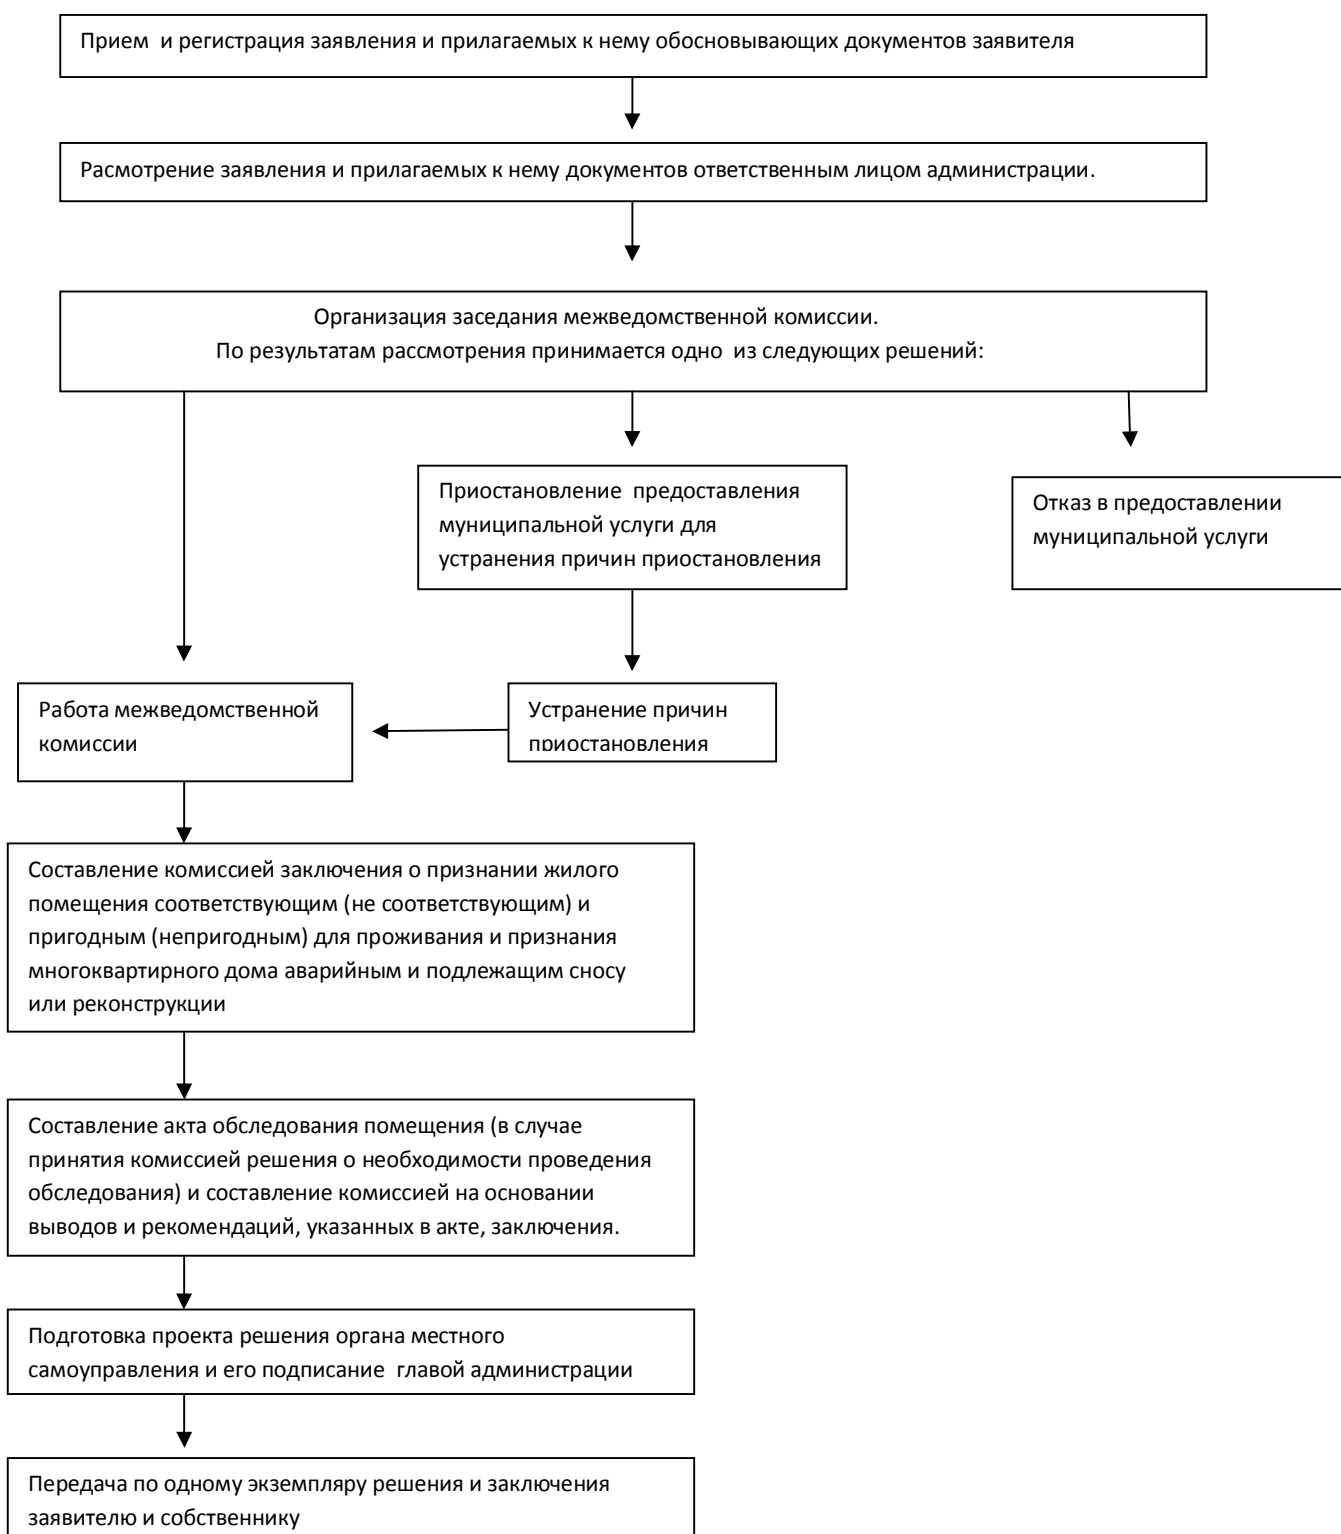 Прием  и регистрация заявления и прилагаемых к нему обосновывающих документов заявителя
Расмотрение заявления и прилагаемых к нему документов ответственным лицом администрации.
Организация заседания межведомственной комиссии.
По результатам рассмотрения принимается одно  из следующих решений:
Приостановление  предоставления
муниципальной услуги для
устранения причин приостановления
Отказ в предоставлении
муниципальной услуги
Работа межведомственной
комиссии
Устранение причин
приостановления
Составление комиссией заключения о признании жилого
помещения соответствующим (не соответствующим) и
пригодным (непригодным) для проживания и признания
многоквартирного дома аварийным и подлежащим сносу
или реконструкции
Составление акта обследования помещения (в случае
принятия комиссией решения о необходимости проведения
обследования) и составление комиссией на основании
выводов и рекомендаций, указанных в акте, заключения.
Подготовка проекта решения органа местного
самоуправления и его подписание  главой администрации
Передача по одному экземпляру решения и заключения
заявителю и собственнику